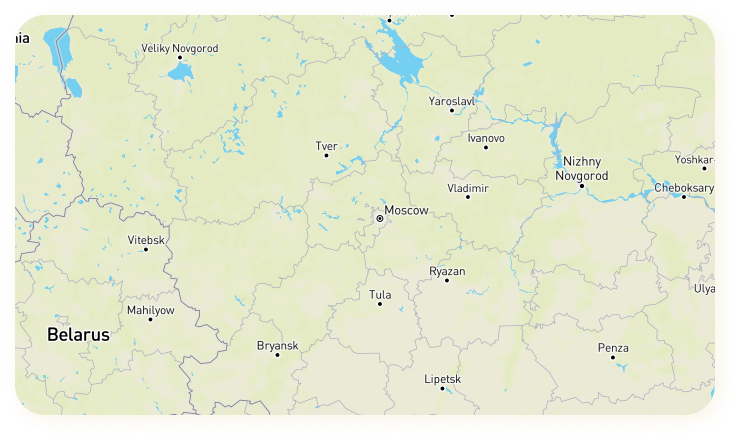 nia
Veliky Novgorod
Yaroslavl
Ivanovo
Tver
Nizhny
Novgorod
Yoshkar-
Vladimir
Cheboksary
Moscow
Vitebsk
Ryazan
Ulya
Tula
Mahilyow
Belarus
Bryansk
Penza
Lipetsk